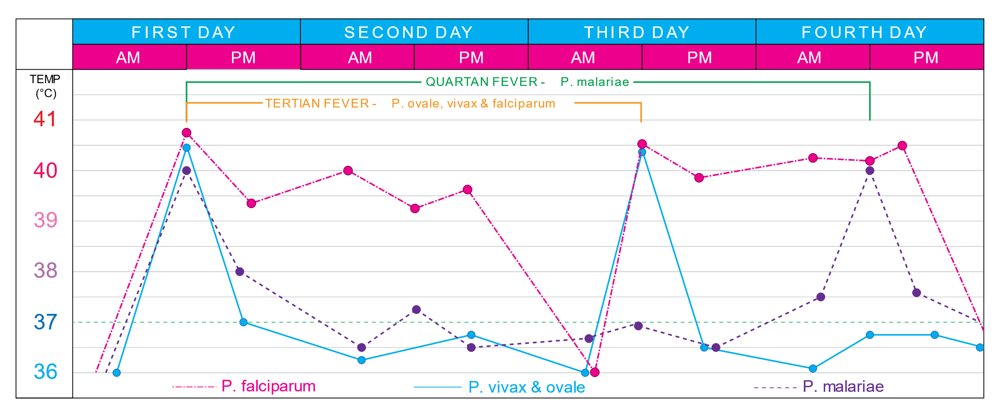 FIRST DAY SECOND DAY THIRD DAY FOURTH DAY
AM PM AM PM AM PM AM PM
TEMP
(°C)
QUARTAN FEVER - P. malariae
TERTIAN FEVER - P. ovale, vivax & falciparum
41
40
39
38
37
36
P. falciparum P. vivax & ovale P. malariae